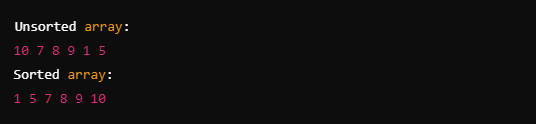 Unsorted array:
10 7 8 9 1 5
Sorted array:
1 5 7 8 9 10